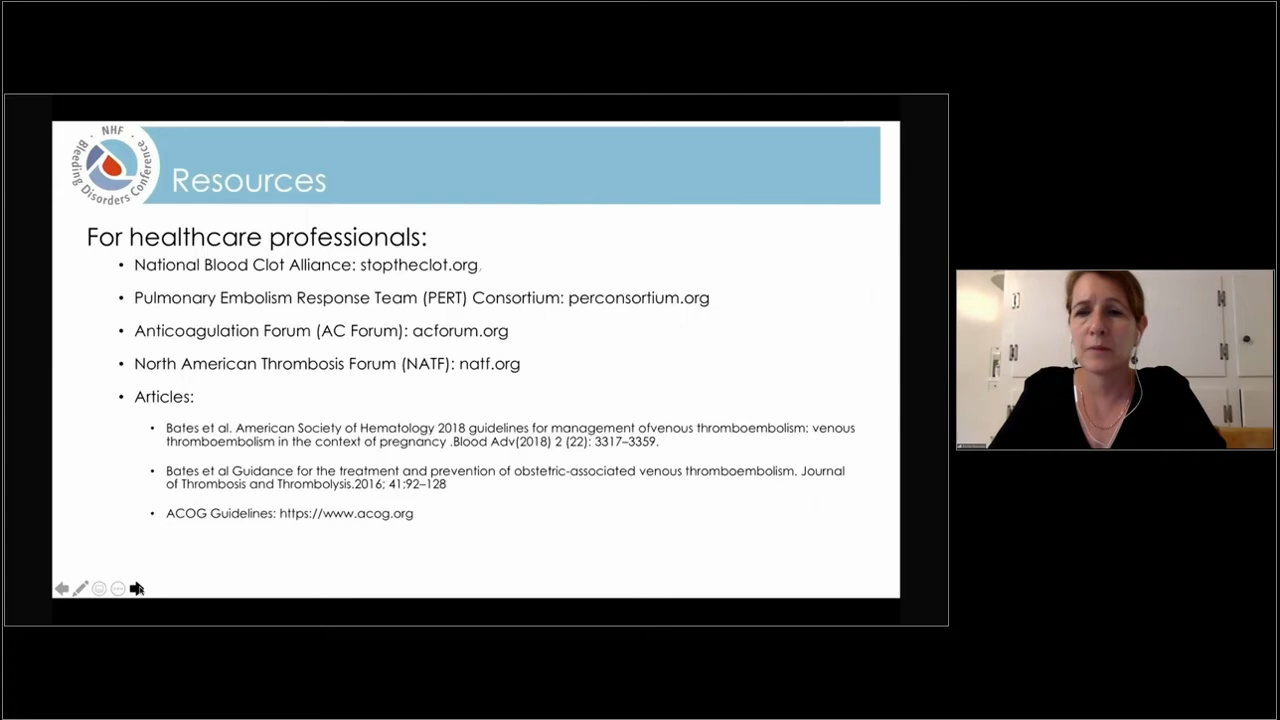 NHF
Bleeding Disorders Conference
Resources
For healthcare professionals:
• National Blood Clot Alliance: stoptheclot.org,
• Pulmonary Embolism Response Team (PERT) Consortium: perconsortium.org
• Anticoagulation Forum (AC Forum): acforum.org
• North American Thrombosis Forum (NATF): natf.org
• Articles:
• Bates et al. American Society of Hematology 2018 guidelines for management ofvenous thromboembolism: venous
thromboembolism in the context of pregnancy .Blood Adv(2018) 2 (22): 3317–3359.
• Bates et al Guidance for the treatment and prevention of obstetric-associated venous thromboembolism. Journal
of Thrombosis and Thrombolysis.2016; 41:92–128
• ACOG Guidelines: https://www.acog.org